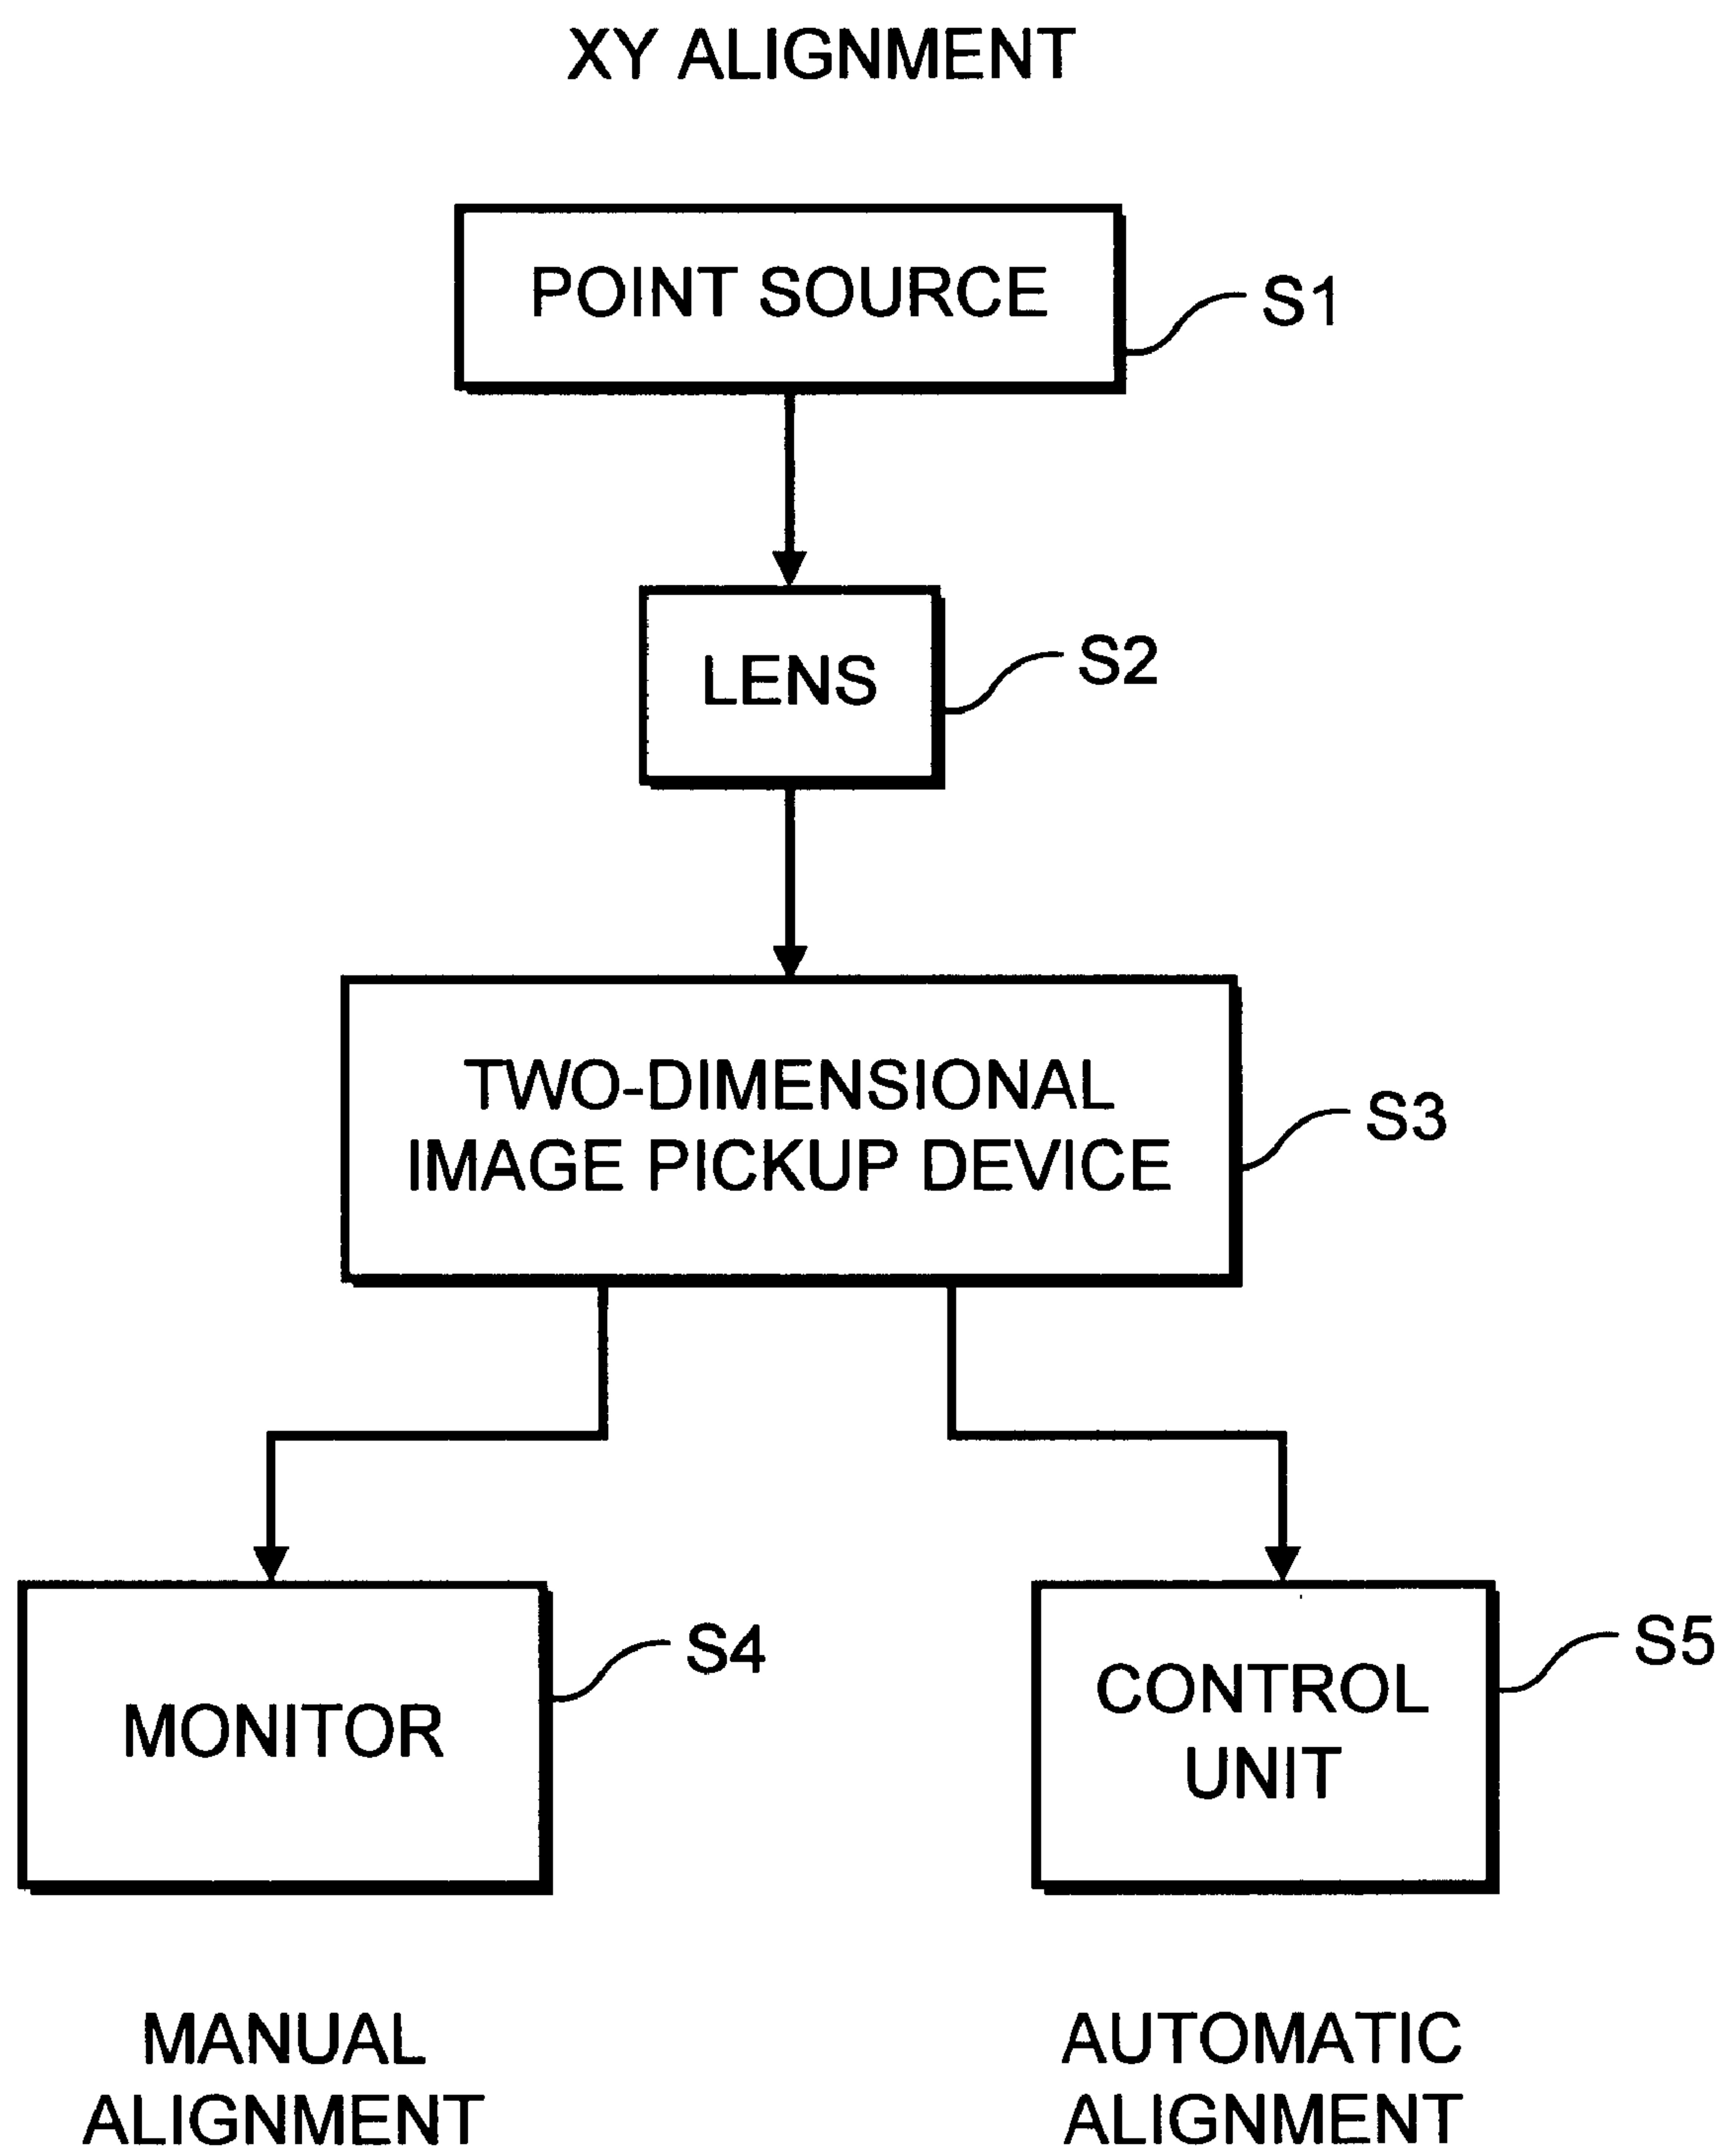 XY ALIGNMENT
POINT SOURCE
S1
LENS
S2
TWO-DIMENSIONAL
IMAGE PICKUP DEVICE
S3
MONITOR
S4
CONTROL
UNIT
S5
MANUAL
ALIGNMENT
AUTOMATIC
ALIGNMENT